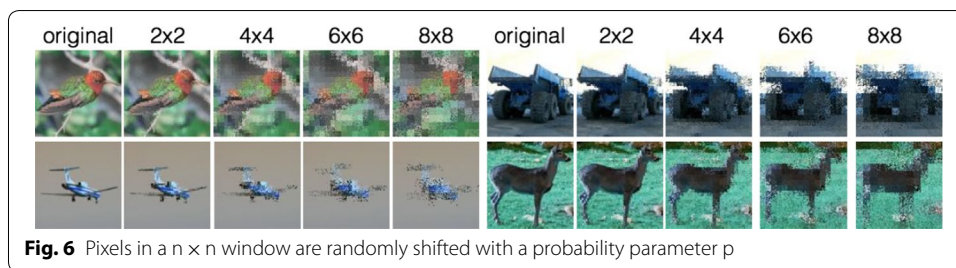 original 2x2 4x4 6x6 8x8 original 2x2 4x4 6x6 8x8
Fig. 6 Pixels in a n × n window are randomly shifted with a probability parameter p